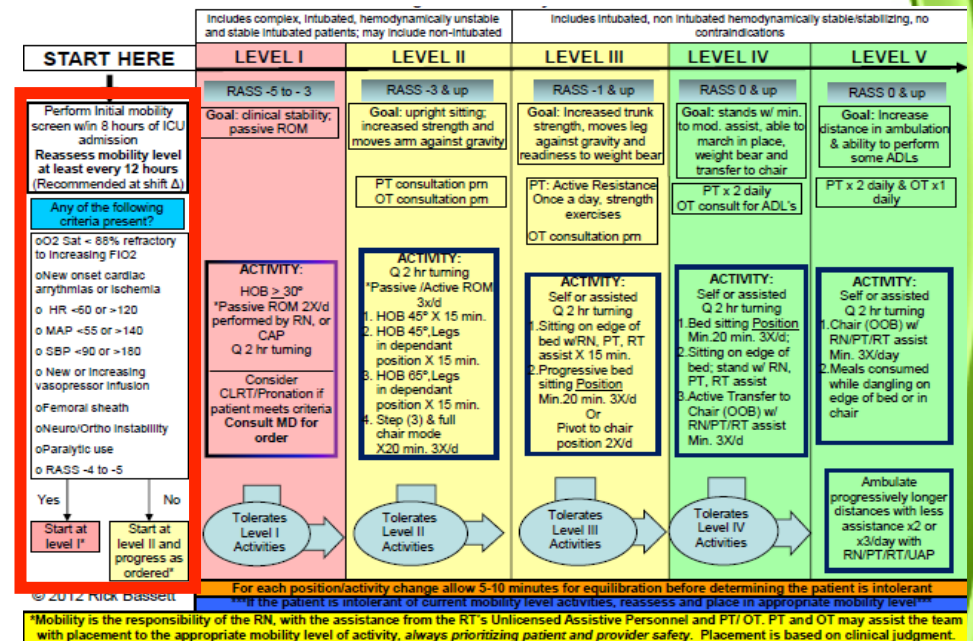 Includes complex, intubated, hemodynamically unstable
and stable intubated patients; may include non-intubated
Includes intubated, non intubated hemodynamically stable/stabilizing, no
contraindications
START HERE
Perform Initial mobility
screen w/in 8 hours of ICU
admission
Reassess mobility level
at least every 12 hours
(Recommended at shift Δ)
Any of the following
criteria present?
oO2 Sat < 88% refractory
to increasing FIO2
oNew onset cardiac
arrythmias or ischemia
o HR <60 or >120
o MAP <55 or >140
o SBP <90 or >180
o New or increasing
vasopressor infusion
oFemoral sheath
oNeuro/Ortho instability
oParalytic use
o RASS -4 to -5
Yes
No
Start at
level I*
Start at
level II and
progress as
ordered*
© 2012 Rick Bassett
LEVEL I
RASS -5 to - 3
Goal: clinical stability;
passive ROM
ACTIVITY:
HOB > 30º
*Passive ROM 2X/d
performed by RN, or
CAP
Q 2 hr turning
Consider
CLRT/Pronation if
patient meets criteria
Consult MD for
order
Tolerates
Level I
Activities
LEVEL II
RASS -3 & up
Goal: upright sitting;
increased strength and
moves arm against gravity
PT consultation prn
OT consultation prn
ACTIVITY:
Q 2 hr turning
*Passive /Active ROM
3x/d
1. HOB 45º X 15 min.
2. HOB 45º,Legs
in dependant
position X 15 min.
3. HOB 65º,Legs
in dependant
position X 15 min.
4. Step (3) & full
chair mode
X20 min. 3X/d
Tolerates
Level II
Activities
LEVEL III
RASS -1 & up
Goal: Increased trunk
strength, moves leg
against gravity and
readiness to weight bear
PT: Active Resistance
Once a day, strength
exercises
OT consultation prn
ACTIVITY:
Self or assisted
Q 2 hr turning
1.Sitting on edge of
bed w/RN, PT, RT
assist X 15 min.
2.Progressive bed
sitting Position
Min.20 min. 3X/d
Or
Pivot to chair
position 2X/d
Tolerates
Level III
Activities
LEVEL IV
RASS 0 & up
Goal: stands w/ min.
to mod. assist, able to
march in place,
weight bear and
transfer to chair
PT x 2 daily
OT consult for ADL's
ACTIVITY:
Self or assisted
Q 2 hr turning
1.Bed sitting Position
Min.20 min. 3X/d;
2.Sitting on edge of
bed; stand w/ RN,
PT, RT assist
3.Active Transfer to
Chair (OOB) w/
RN/PT/RT assist
Min. 3X/d
Tolerates
Level IV
Activities
LEVEL V
RASS 0 & up
Goal: Increase
distance in ambulation
& ability to perform
some ADLs
PT x 2 daily & OT x1
daily
ACTIVITY:
Self or assisted
Q 2 hr turning
1.Chair (OOB) w/
RN/PT/RT assist
Min. 3X/day
2.Meals consumed
while dangling on
edge of bed or in
chair
Ambulate
progressively longer
distances with less
assistance x2 or
x3/day with
RN/PT/RT/UAP
For each position/activity change allow 5-10 minutes for equilibration before determining the patient is intolerant
***If the patient is intolerant of current mobility level activities, reassess and place in appropriate mobility level***
*Mobility is the responsibility of the RN, with the assistance from the RT's Unlicensed Assistive Personnel and PT/ OT. PT and OT may assist the team
with placement to the appropriate mobility level of activity, always prioritizing patient and provider safety. Placement is based on clinical judgment.